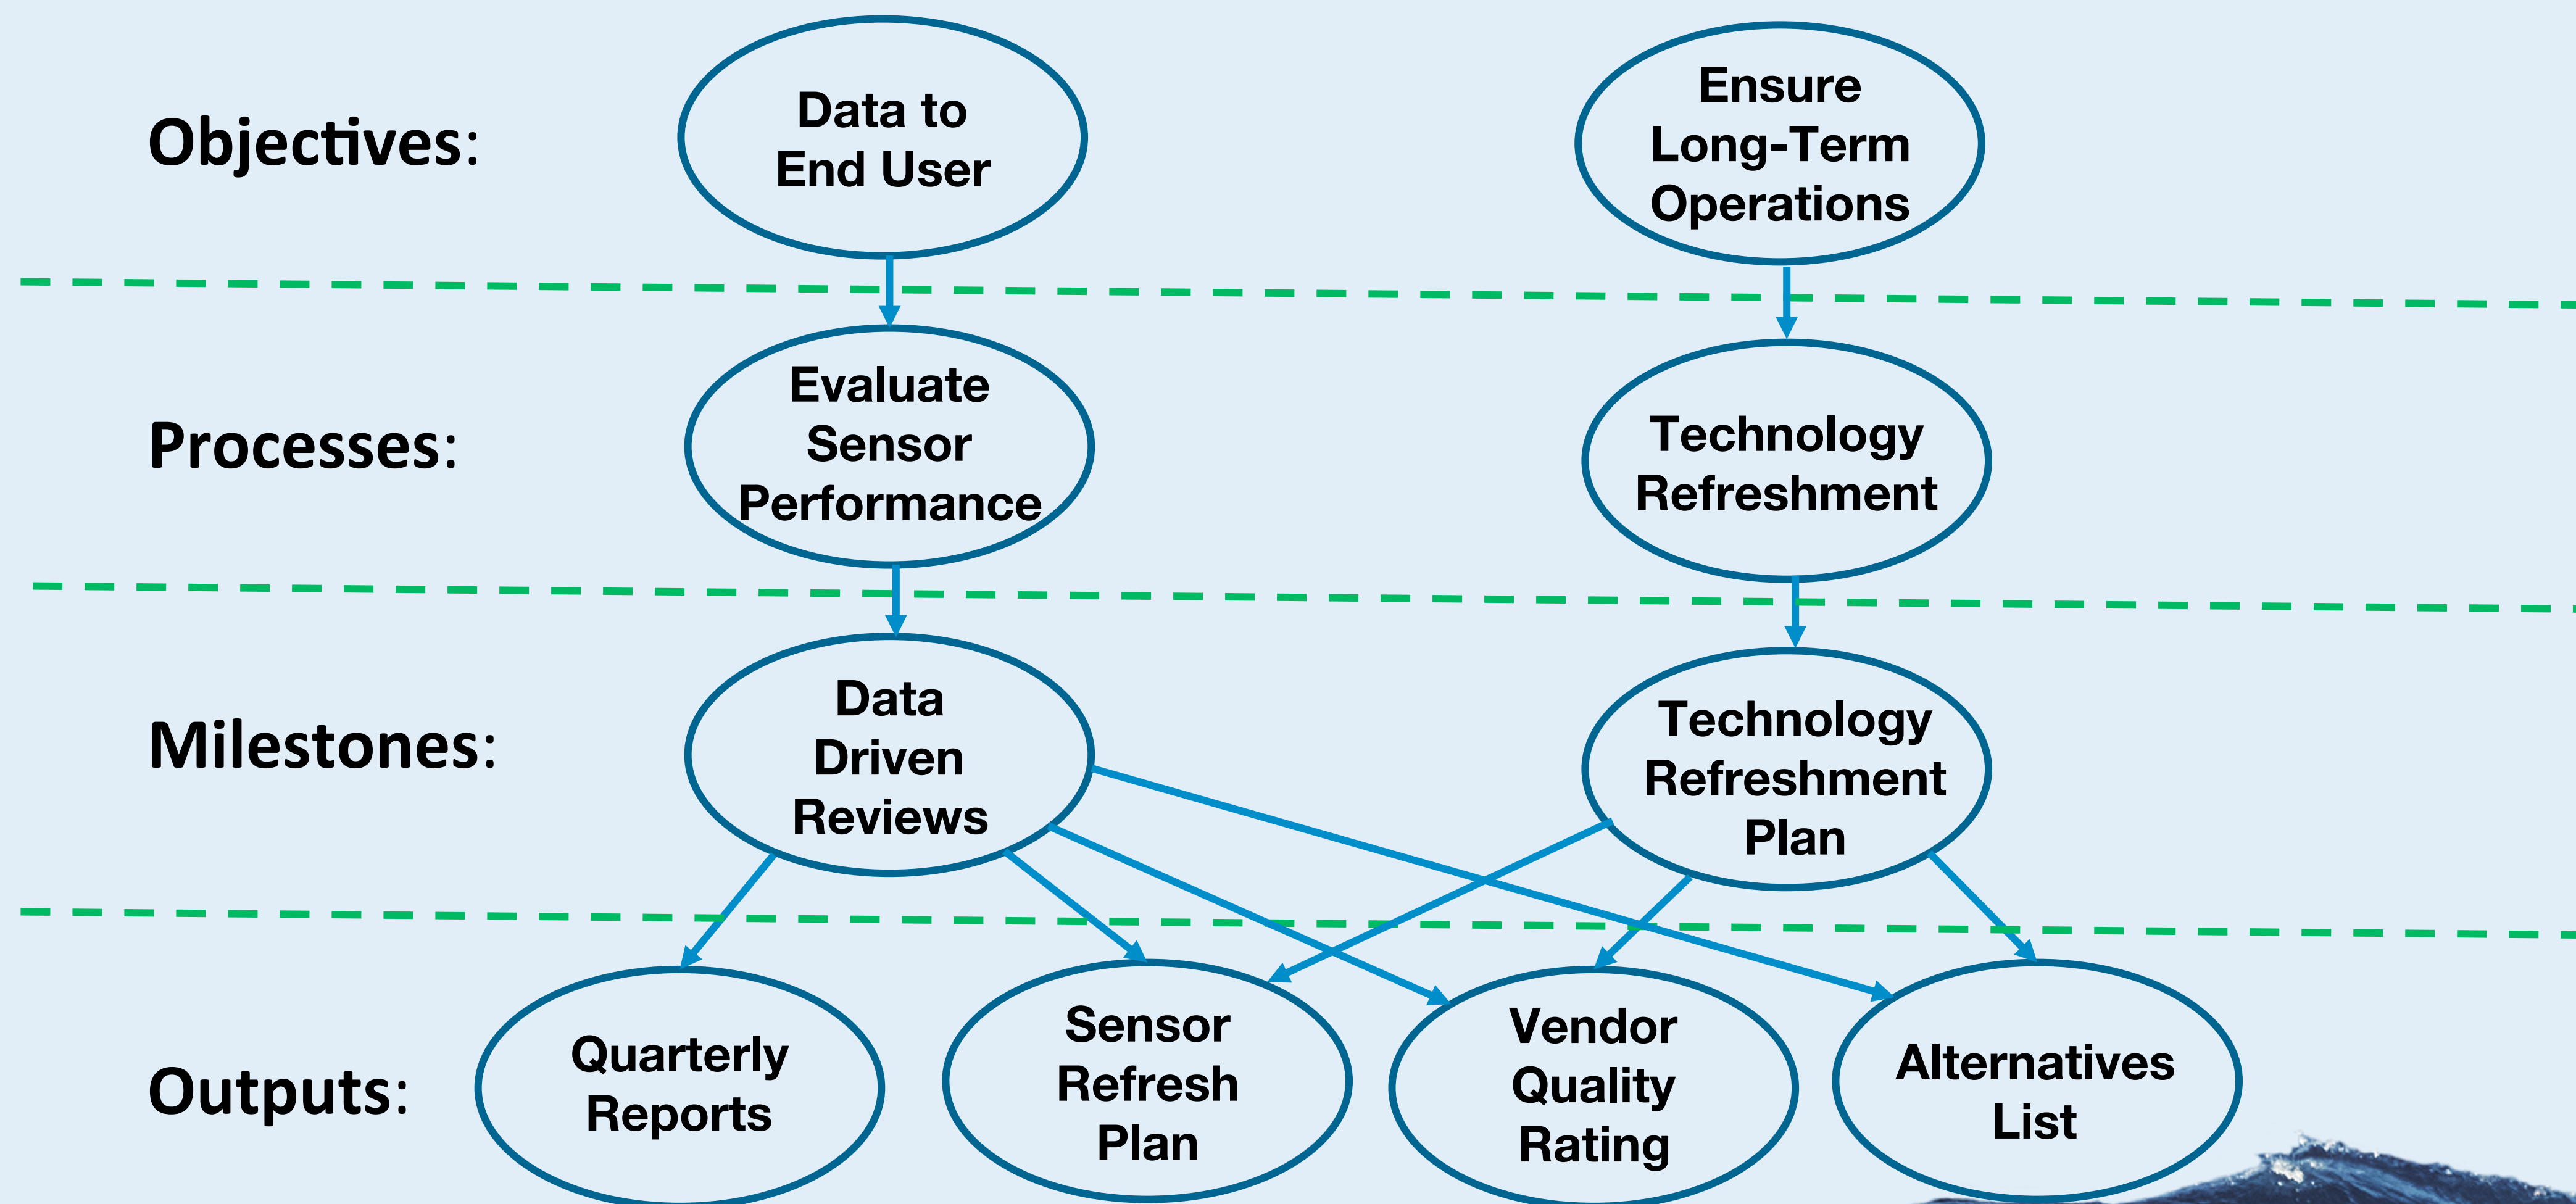 Objectives:
Data to
End User
Ensure
Long-Term
Operations
Processes:
Evaluate
Sensor
Performance
Technology
Refreshment
Milestones:
Data
Driven
Reviews
Technology
Refreshment
Plan
Outputs:
Quarterly
Reports
Sensor
Refresh
Plan
Vendor
Quality
Rating
Alternatives
List